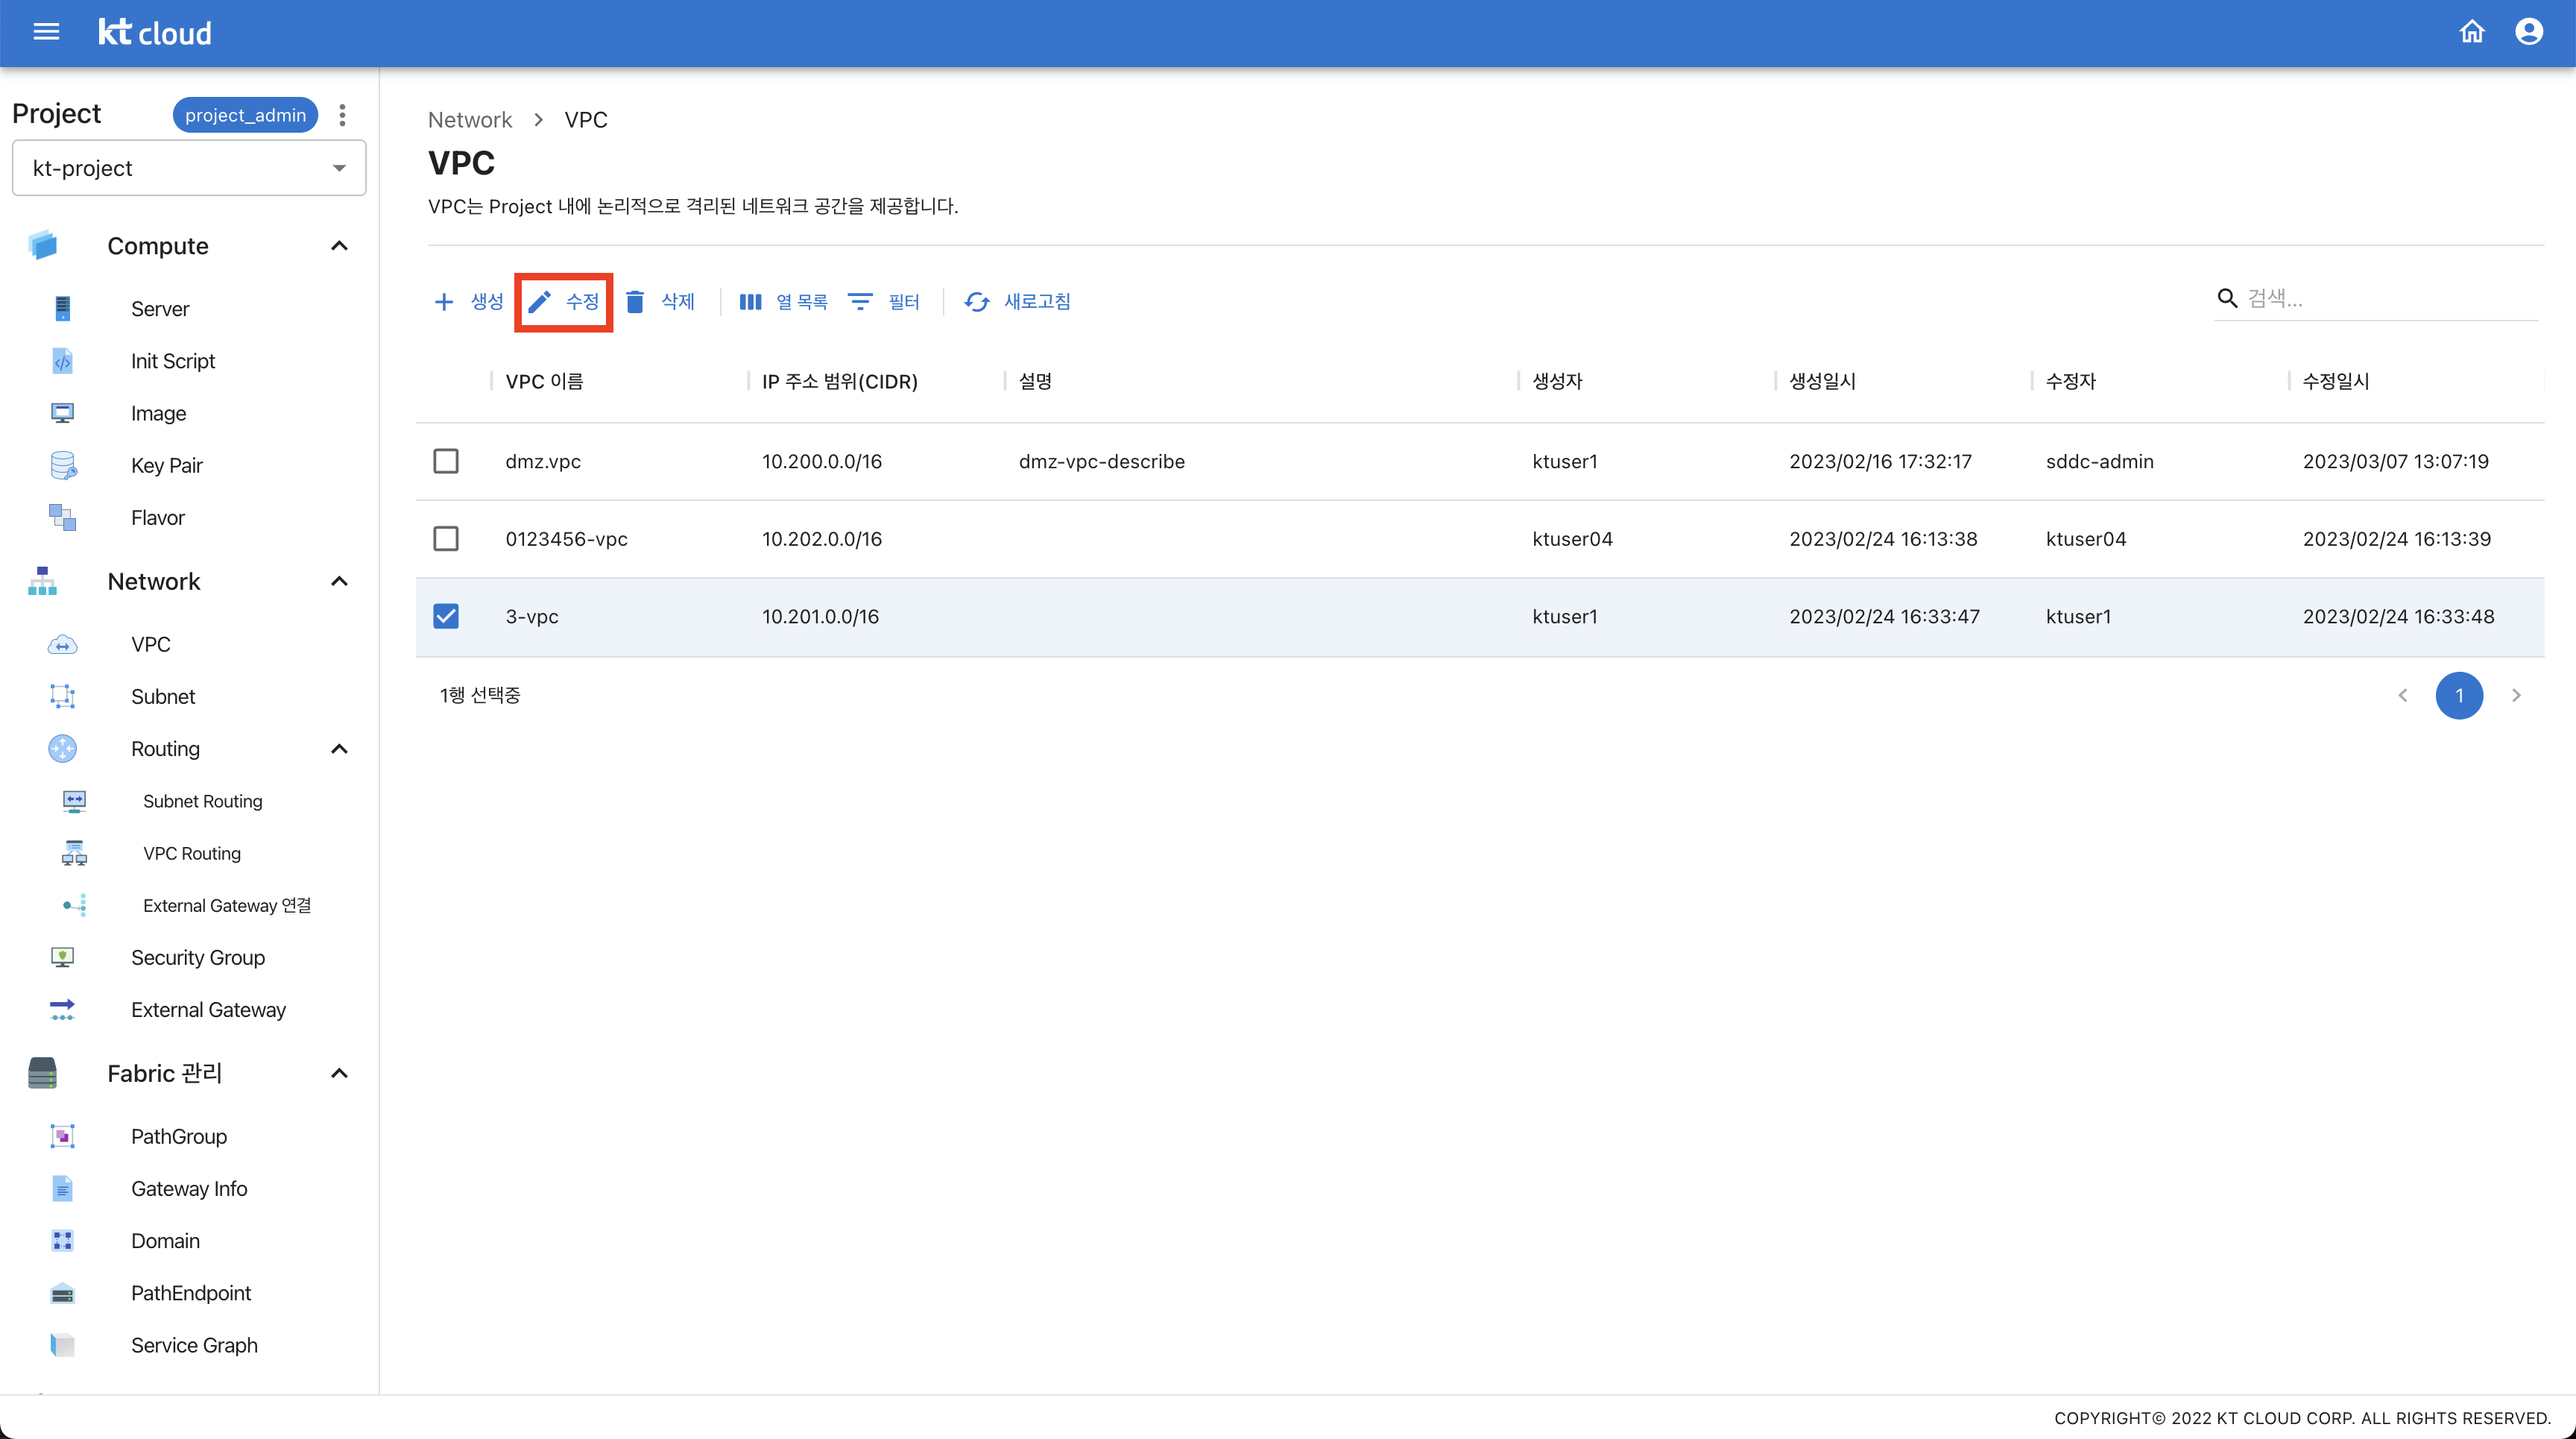 kt cloud
Project
project_admin
kt-project
Compute
Server
Init Script
Image
Key Pair
Flavor
Network
VPC
Subnet
Routing
Subnet Routing
VPC Routing
External Gateway 연결
Security Group
External Gateway
Fabric 관리
PathGroup
Gateway Info
Domain
PathEndpoint
Service Graph
Network > VPC
VPC
VPC는 Project 내에 논리적으로 격리된 네트워크 공간을 제공합니다.
생성 수정 삭제 열 목록 필터 새로고침 검색...
VPC 이름 IP 주소 범위(CIDR) 설명 생성자 생성일시 수정자 수정일시
dmz.vpc 10.200.0.0/16 dmz-vpc-describe ktuser1 2023/02/16 17:32:17 sddc-admin 2023/03/07 13:07:19
0123456-vpc 10.202.0.0/16 ktuser04 2023/02/24 16:13:38 ktuser04 2023/02/24 16:13:39
3-vpc 10.201.0.0/16 ktuser1 2023/02/24 16:33:47 ktuser1 2023/02/24 16:33:48
1행 선택중 1
COPYRIGHT© 2022 KT CLOUD CORP. ALL RIGHTS RESERVED.